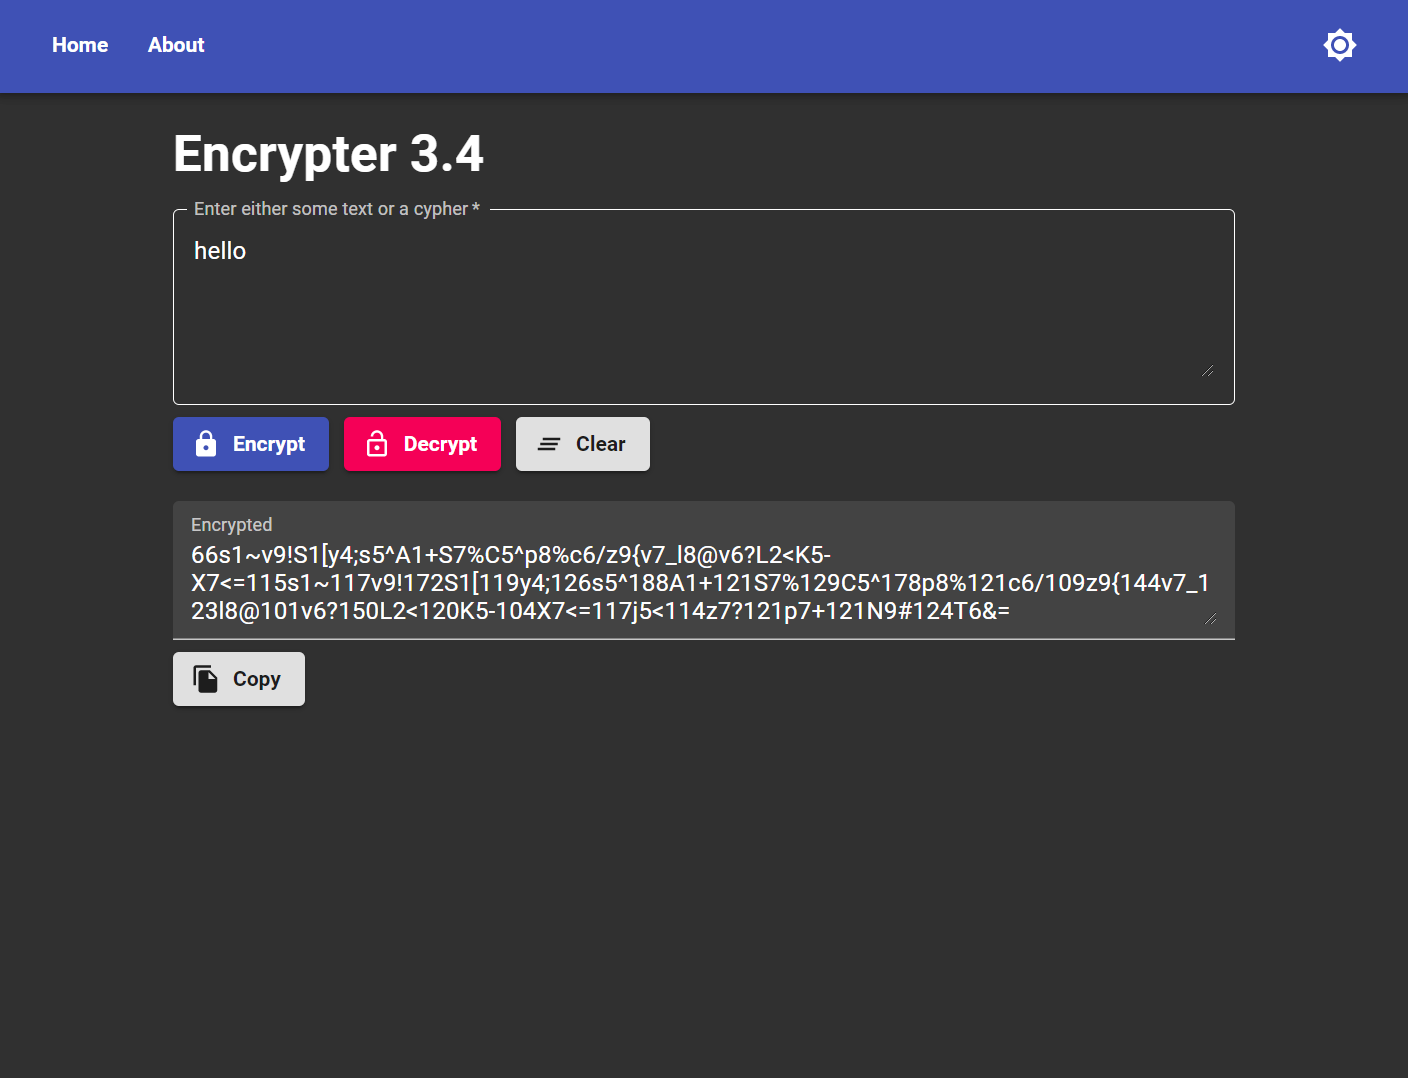 Home About
Encrypter 3.4
Enter either some text or a cypher *
hello
Encrypt Decrypt Clear
Encrypted
66s1~v9!S1[y4;s5^A1+S7%C5^p8%c6/z9{v7_l8@v6?L2<K5-
X7<=115s1~117v9!172S1[119y4;126s5^188A1+121S7%129C5^178p8%121c6/109z9{144v7_1
23l8@101v6?150L2<120K5-104X7<=117j5<114z7?121p7+121N9#124T6&=
Copy